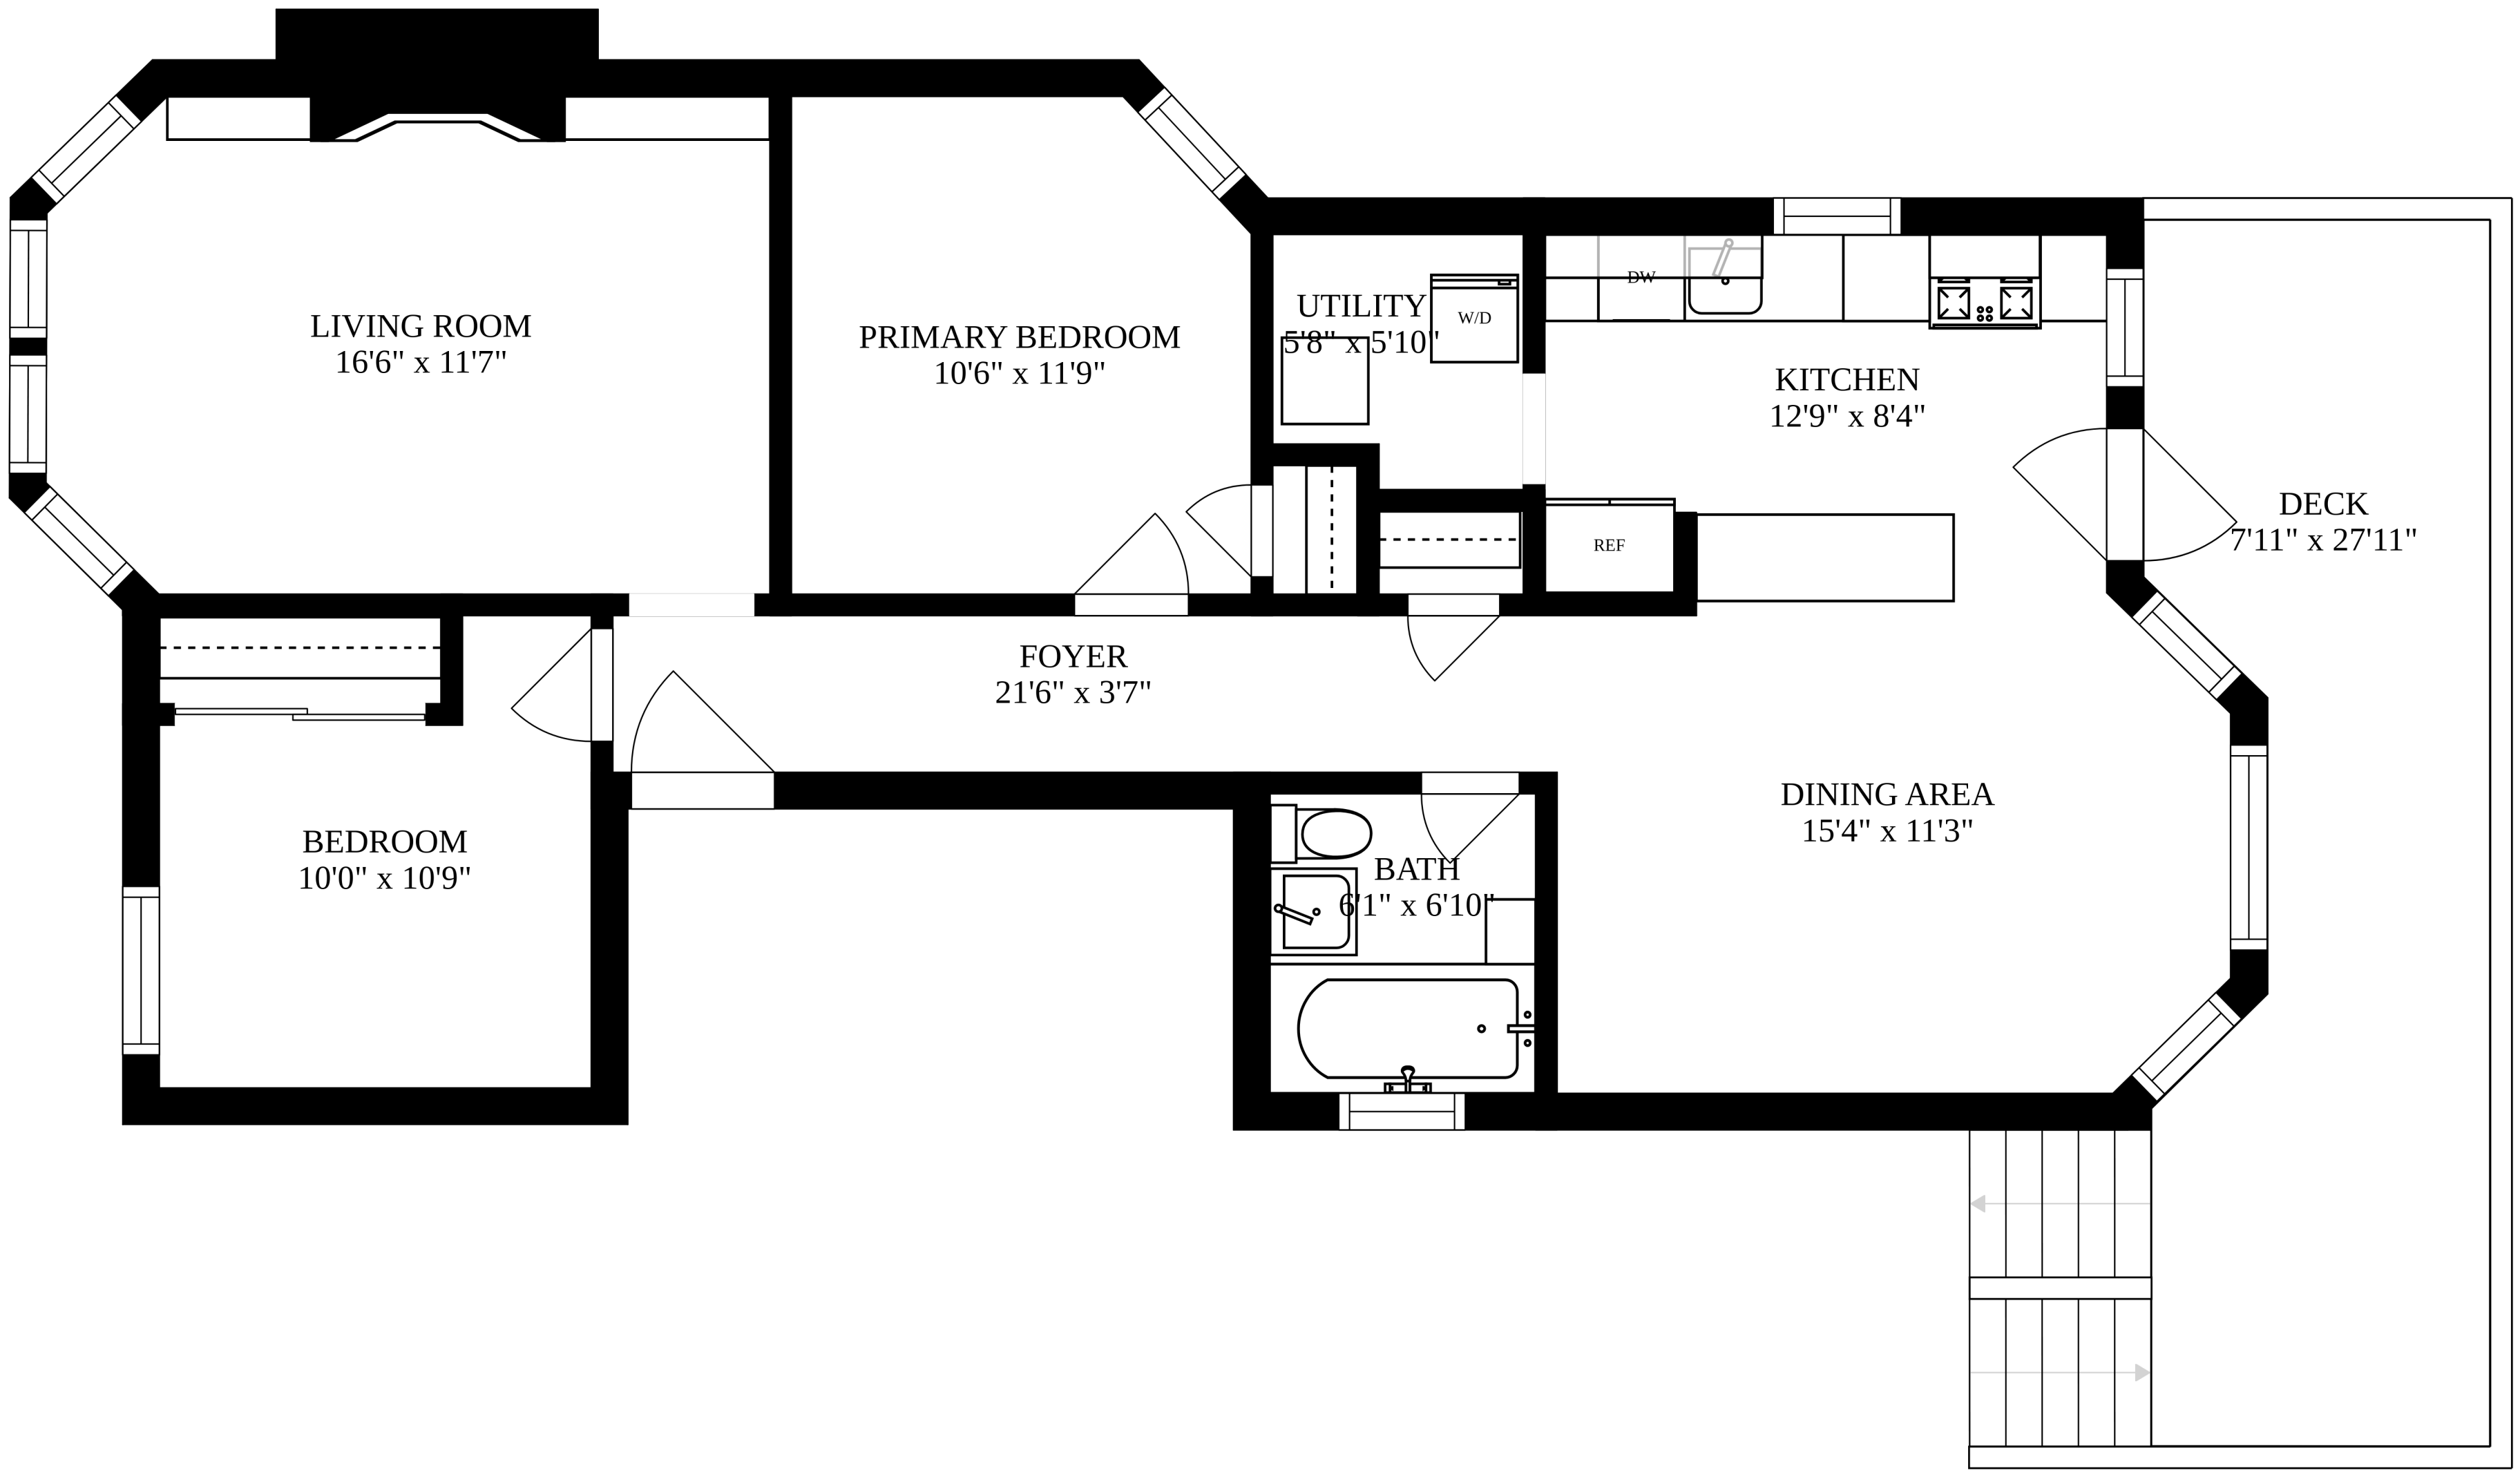 LIVING ROOM
16'6" x 11'7"
PRIMARY BEDROOM
10'6" x 11'9"
UTILITY
5'8" x 5'10"
W/D
DW
KITCHEN
12'9" x 8'4"
REF
DECK
7'11" x 27'11"
FOYER
21'6" x 3'7"
DINING AREA
15'4" x 11'3"
BEDROOM
10'0" x 10'9"
BATH
6'1" x 6'10"